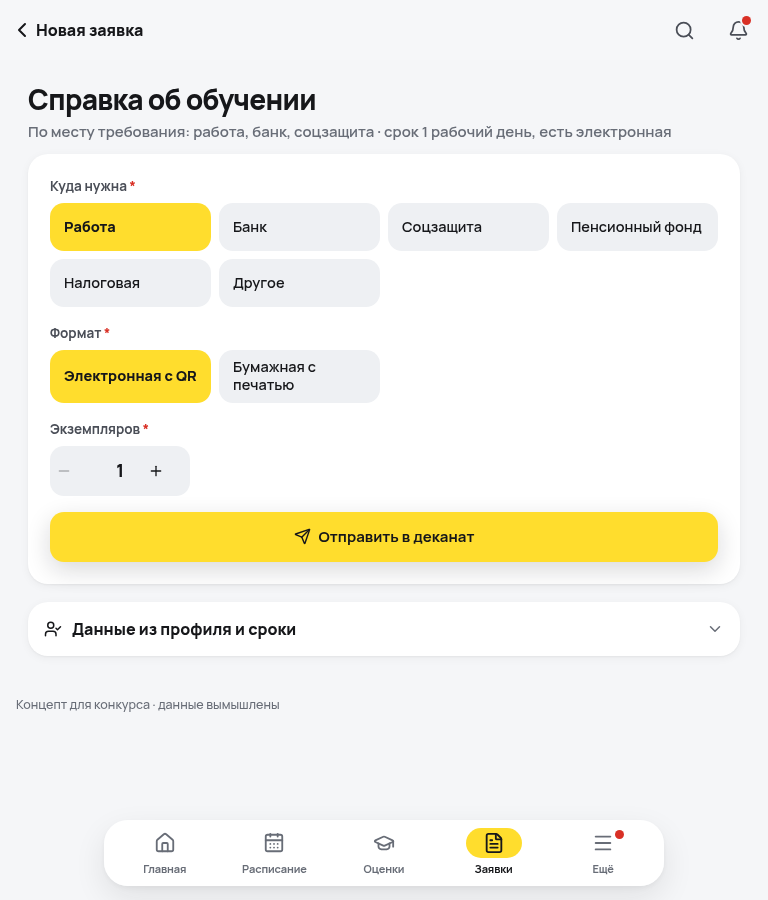 Новая заявка
Справка об обучении
По месту требования: работа, банк, соцзащита · срок 1 рабочий день, есть электронная
Куда нужна *
Работа
Банк
Соцзащита
Пенсионный фонд
Налоговая
Другое
Формат *
Электронная с QR
Бумажная с
печатью
Экземпляров *
− 1 +
Отправить в деканат
Данные из профиля и сроки
Концепт для конкурса · данные вымышлены
Главная
Расписание
Оценки
Заявки
Ещё